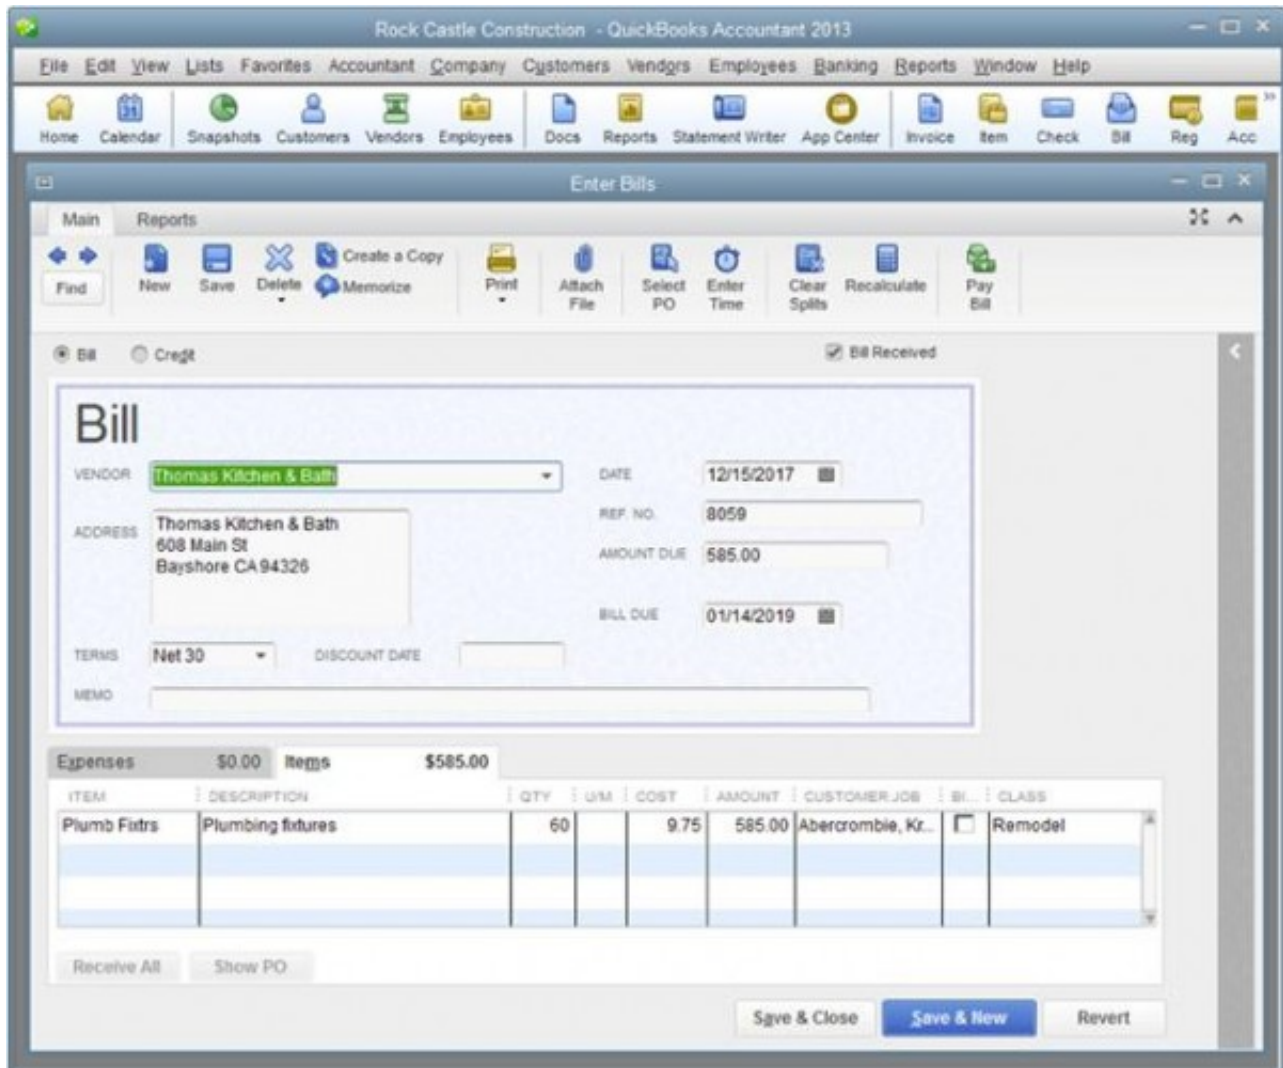 Rock Castle Construction - QuickBooks Accountant 2013
File Edit View Lists Favorites Accountant Company Customers Vendors Employees Banking Reports Window Help
Home Calendar Snapshots Customers Vendors Employees Docs Reports Statement Writer App Center Invoice Item Check Bill Reg Acc
Enter Bills
Main Reports
Find New Save Delete Create a Copy
Memorize
Print Attach File Select PO Enter Time Clear Splits Recalculate Pay Bill
Bill Credit Bill Received
Bill
VENDOR Thomas Kitchen & Bath DATE 12/15/2017
ADDRESS Thomas Kitchen & Bath REF. NO. 8059
608 Main St
Bayshore CA 94326
AMOUNT DUE 585.00
BILL DUE 01/14/2019
TERMS Net 30 DISCOUNT DATE
MEMO
Expenses $0.00 Items $585.00
ITEM DESCRIPTION QTY U/M COST AMOUNT CUSTOMER:JOB BI... CLASS
Plumb Fixtrs Plumbing fixtures 60 9.75 585.00 Abercrombie, Kr... Remodel
Receive All Show PO
Save & Close Save & New Revert